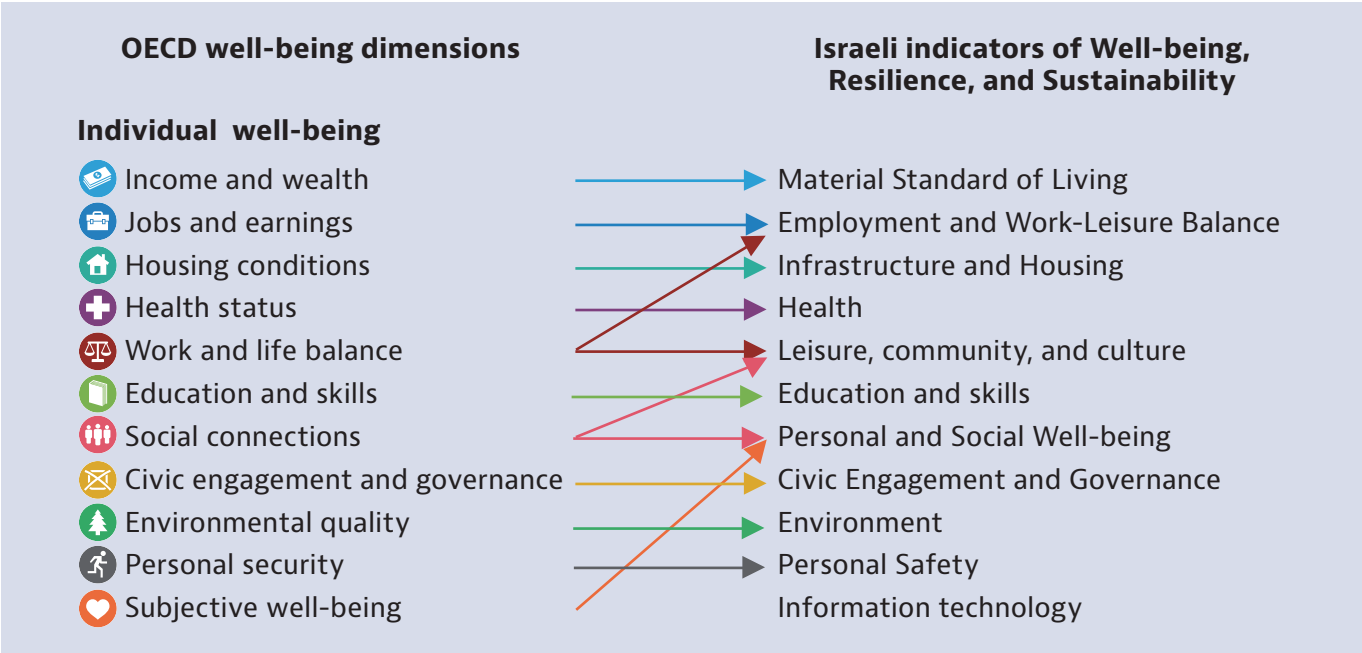 OECD well-being dimensions
Israeli indicators of Well-being,
Resilience, and Sustainability
Individual well-being
Income and wealth
Material Standard of Living
Jobs and earnings
Employment and Work-Leisure Balance
Housing conditions
Infrastructure and Housing
Health status
Health
Work and life balance
Leisure, community, and culture
Education and skills
Education and skills
Social connections
Personal and Social Well-being
Civic engagement and governance
Civic Engagement and Governance
Environmental quality
Environment
Personal security
Personal Safety
Subjective well-being
Information technology